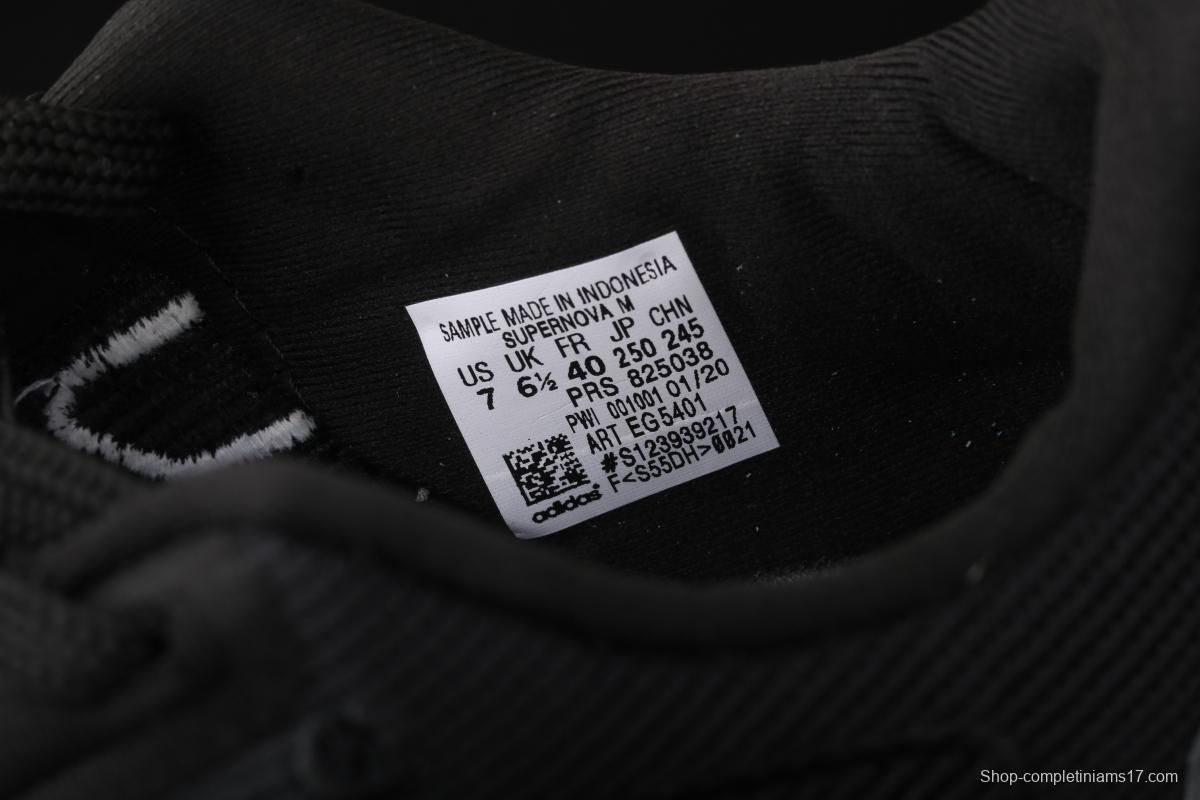 SAMPLE MADE IN INDONESIA
SUPERNOVA M
US UK FR JP CHN
7 6½ 40 250 245
PRS 825038
PWI 001001 01/20
ART EG5401
#S123939217
F<S55DH>0021
adidas
Shop-completiniams17.com